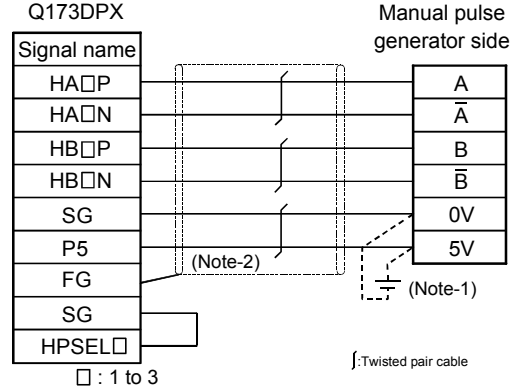 Q173DPX
Manual pulse
generator side
Signal name
HA□P
A
HA□N
A̅
HB□P
B
HB□N
B̅
SG
0V
P5
5V
(Note-2)
FG
(Note-1)
SG
HPSEL□
∫:Twisted pair cable
□ : 1 to 3